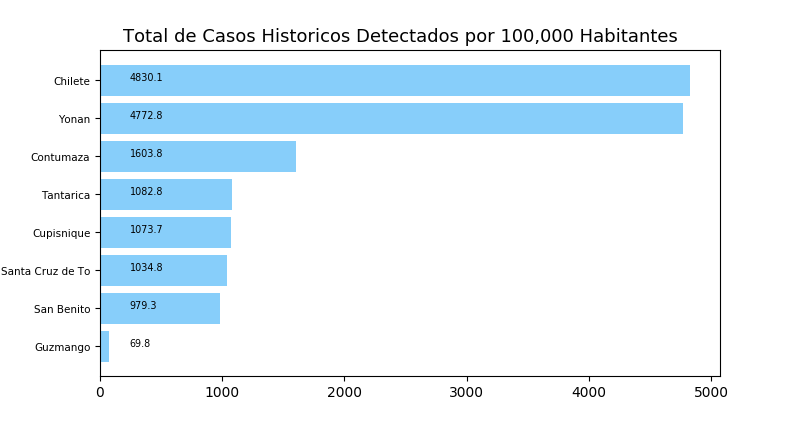 Total de Casos Historicos Detectados por 100,000 Habitantes
Chilete 4830.1
Yonan 4772.8
Contumaza 1603.8
Tantarica 1082.8
Cupisnique 1073.7
Santa Cruz de To 1034.8
San Benito 979.3
Guzmango 69.8
0 1000 2000 3000 4000 5000